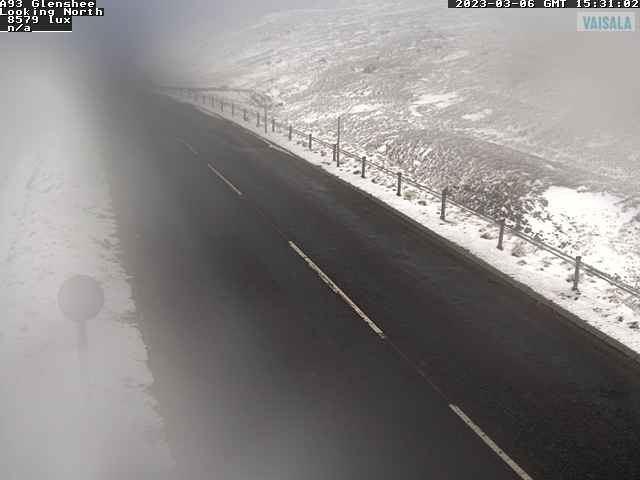 A93 Glenshee
Looking North
8579 lux
n/a
2023-03-06 GMT 15:31:02
VAISALA